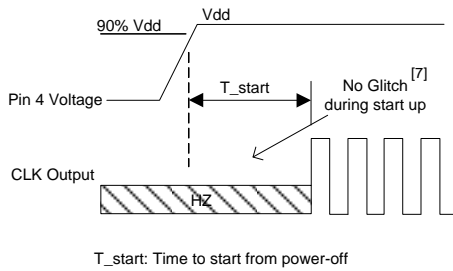 Vdd
90% Vdd
T_start
No Glitch [7]
during start up
Pin 4 Voltage
CLK Output
HZ
T_start: Time to start from power-off